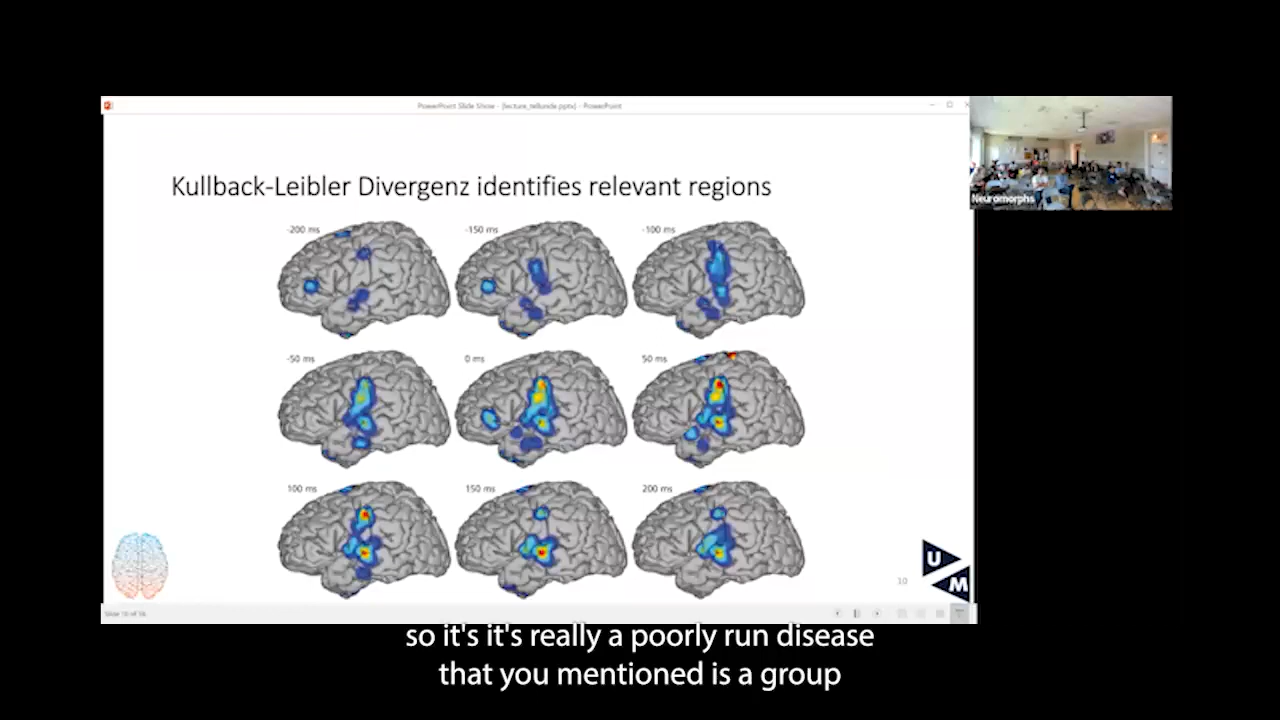 PowerPoint Slide Show - [lecture_telluride.pptx] - PowerPoint
Neuromorphs
Kullback-Leibler Divergenz identifies relevant regions
-200 ms
-150 ms
-100 ms
-50 ms
0 ms
50 ms
100 ms
150 ms
200 ms
U
M
10
so it's it's really a poorly run disease
that you mentioned is a group